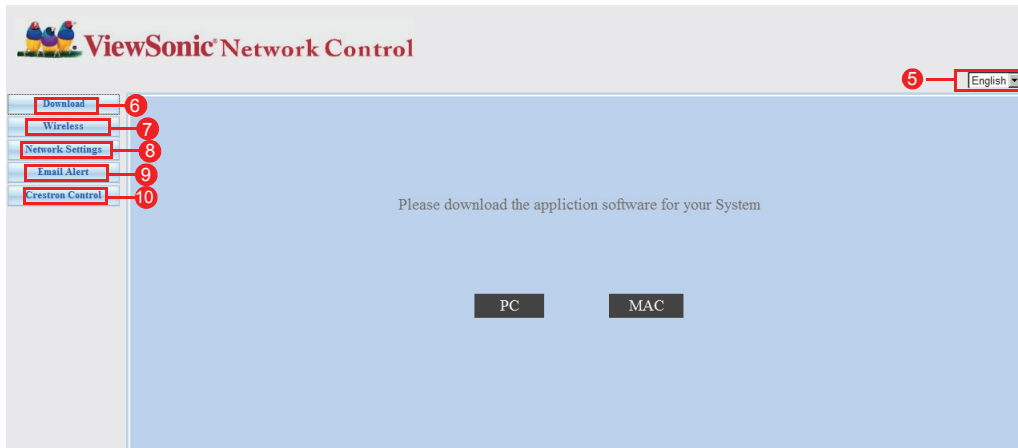 ViewSonic® Network Control
5 English
Download 6
Wireless 7
Network Settings 8
Email Alert 9
Crestron Control 10
Please download the appliction software for your System
PC MAC